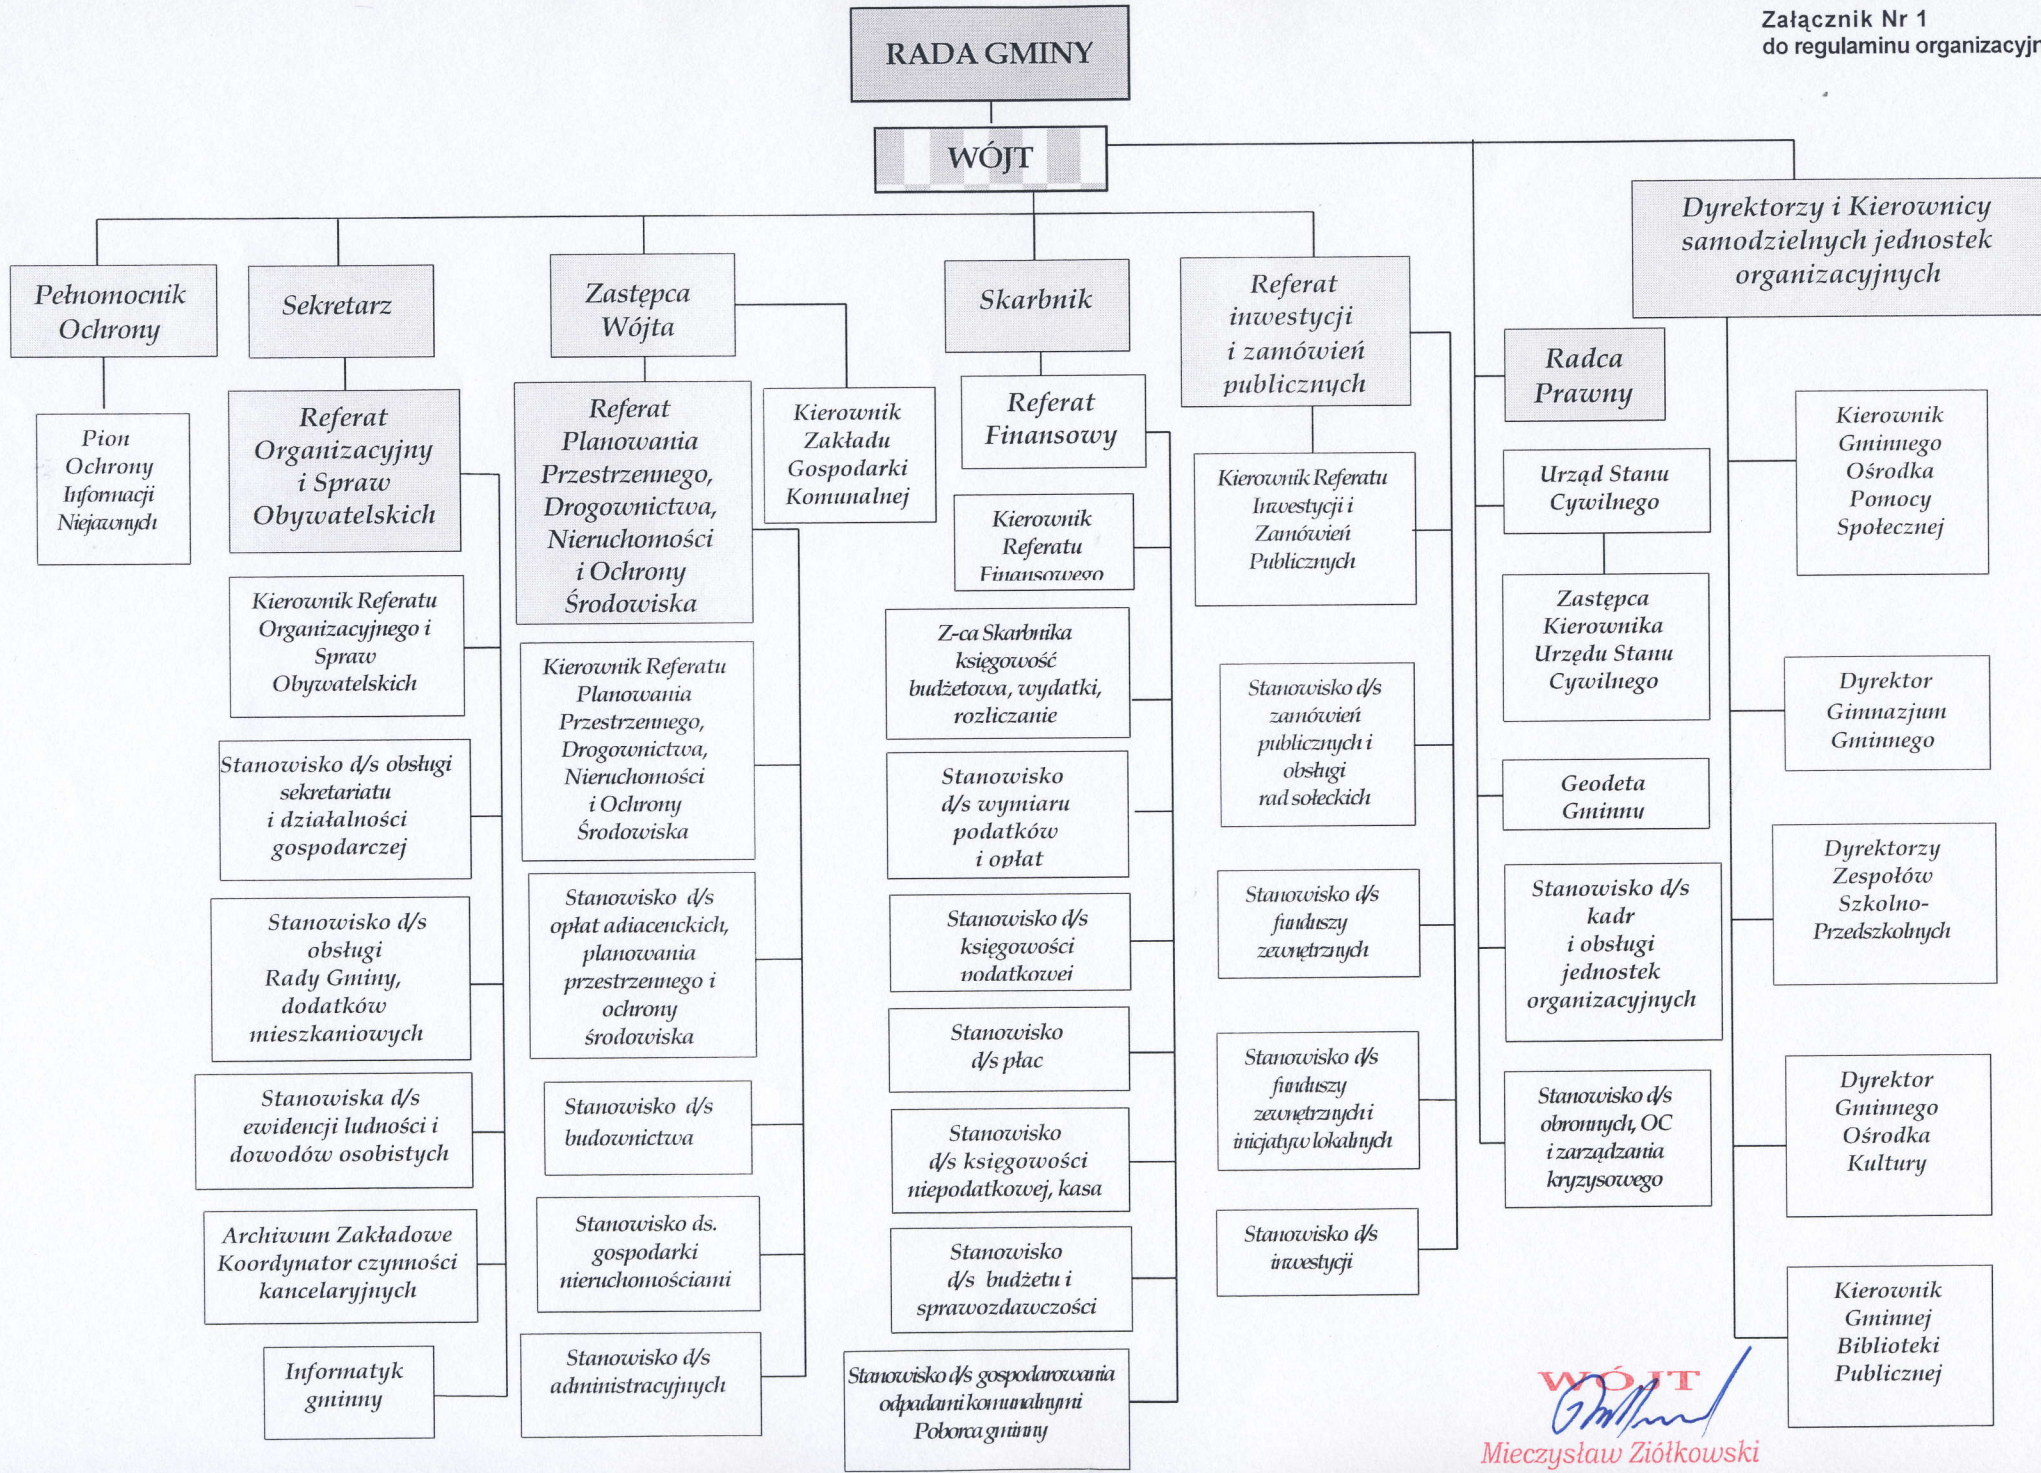 Załącznik Nr 1
do regulaminu organizacyjn
RADA GMINY
WÓJT
Pełnomocnik
Ochrony
Pion
Ochrony
Informacji
Niejawnych
Sekretarz
Referat
Organizacyjny
i Spraw
Obywatelskich
Kierownik Referatu
Organizacyjnego i
Spraw
Obywatelskich
Stanowisko d/s obsługi
sekretariatu
i działalności
gospodarczej
Stanowisko d/s
obsługi
Rady Gminy,
dodatków
mieszkaniowych
Stanowiska d/s
ewidencji ludności i
dowodów osobistych
Archiwum Zakładowe
Koordynator czynności
kancelaryjnych
Informatyk
gminny
Zastępca
Wójta
Referat
Planowania
Przestrzennego,
Drogownictwa,
Nieruchomości
i Ochrony
Środowiska
Kierownik
Zakładu
Gospodarki
Komunalnej
Kierownik Referatu
Planowania
Przestrzennego,
Drogownictwa,
Nieruchomości
i Ochrony
Środowiska
Stanowisko d/s
opłat adiacenckich,
planowania
przestrzennego i
ochrony
środowiska
Stanowisko d/s
budownictwa
Stanowisko ds.
gospodarki
nieruchomościami
Stanowisko d/s
administracyjnych
Skarbnik
Referat
Finansowy
Kierownik
Referatu
Finansowego
Z-ca Skarbnika
księgowość
budżetowa, wydatki,
rozliczanie
Stanowisko
d/s wymiaru
podatków
i opłat
Stanowisko d/s
księgowości
podatkowej
Stanowisko
d/s płac
Stanowisko
d/s księgowości
niepodatkowej, kasa
Stanowisko
d/s budżetu i
sprawozdawczości
Stanowisko d/s gospodarowania
odpadami komunalnymi
Poborca gminny
Referat
inwestycji
i zamówień
publicznych
Kierownik Referatu
Inwestycji i
Zamówień
Publicznych
Stanowisko d/s
zamówień
publicznych i
obsługi
rad sołeckich
Stanowisko d/s
funduszy
zewnętrznych
Stanowisko d/s
funduszy
zewnętrznych i
inicjatyw lokalnych
Stanowisko d/s
inwestycji
Radca
Prawny
Urząd Stanu
Cywilnego
Zastępca
Kierownika
Urzędu Stanu
Cywilnego
Geodeta
Gminny
Stanowisko d/s
kadr
i obsługi
jednostek
organizacyjnych
Stanowisko d/s
obronnych, OC
i zarządzania
kryzysowego
Dyrektorzy i Kierownicy
samodzielnych jednostek
organizacyjnych
Kierownik
Gminnego
Ośrodka
Pomocy
Społecznej
Dyrektor
Gimnazjum
Gminnego
Dyrektorzy
Zespołów
Szkolno-
Przedszkolnych
Dyrektor
Gminnego
Ośrodka
Kultury
Kierownik
Gminnej
Biblioteki
Publicznej
WÓJT
Mieczysław Ziółkowski